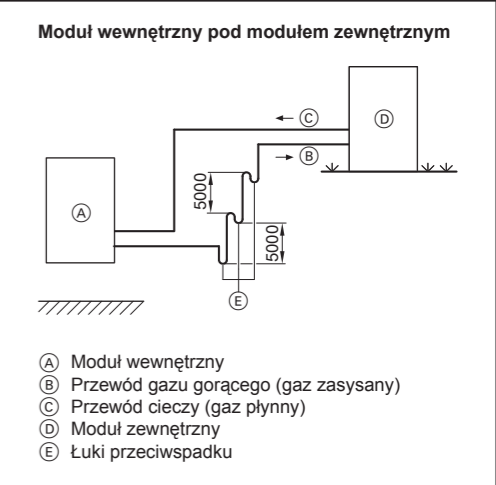 Moduł wewnętrzny pod modułem zewnętrznym
← C
D
→ B
5000
A
5000
E
A Moduł wewnętrzny
B Przewód gazu gorącego (gaz zasysany)
C Przewód cieczy (gaz płynny)
D Moduł zewnętrzny
E Łuki przeciwspadku